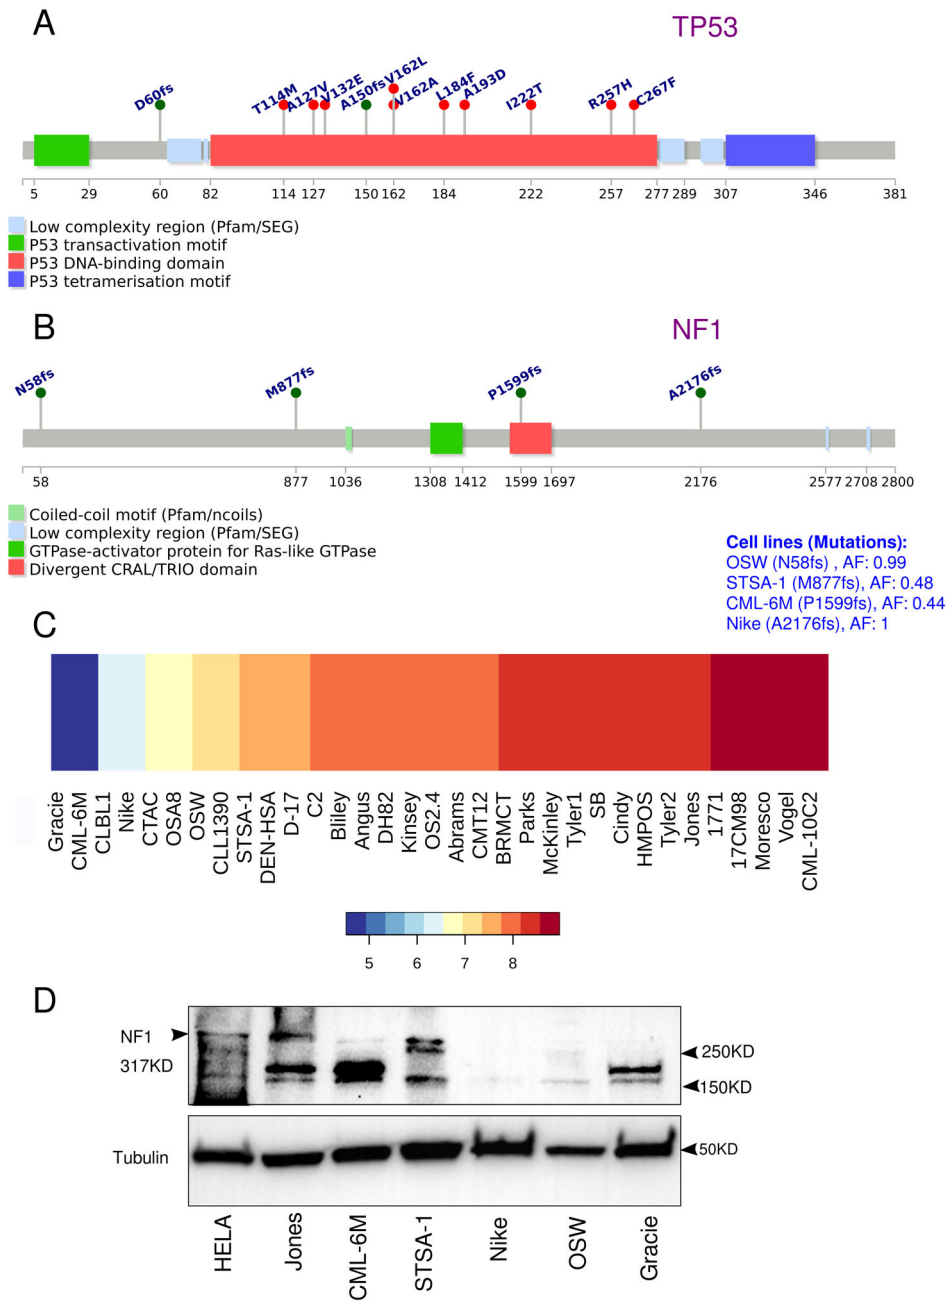 A
TP53
D60fs
T114M
A127V
V132E
A150fs
V162L
V162A
L184F
A193D
I222T
R257H
C267F
5 29 60 82 114 127 150 162 184 222 257 277 289 307 346 381
Low complexity region (Pfam/SEG)
P53 transactivation motif
P53 DNA-binding domain
P53 tetramerisation motif
B
NF1
N58fs
M877fs
P1599fs
A2176fs
58 877 1036 1308 1412 1599 1697 2176 2577 2708 2800
Coiled-coil motif (Pfam/ncoils)
Low complexity region (Pfam/SEG)
GTPase-activator protein for Ras-like GTPase
Divergent CRAL/TRIO domain
Cell lines (Mutations):
OSW (N58fs) , AF: 0.99
STSA-1 (M877fs), AF: 0.48
CML-6M (P1599fs), AF: 0.44
Nike (A2176fs), AF: 1
C
Gracie
CML-6M
CLBL1
Nike
CTAC
OSA8
OSW
CLL1390
STSA-1
DEN-HSA
D-17
C2
Bliley
Angus
DH82
Kinsey
OS2.4
Abrams
CMT12
BRMCT
Parks
McKinley
Tyler1
SB
Cindy
HMPOS
Tyler2
Jones
1771
17CM98
Moresco
Vogel
CML-10C2
5 6 7 8
D
NF1
317KD
250KD
150KD
Tubulin
50KD
HELA
Jones
CML-6M
STSA-1
Nike
OSW
Gracie